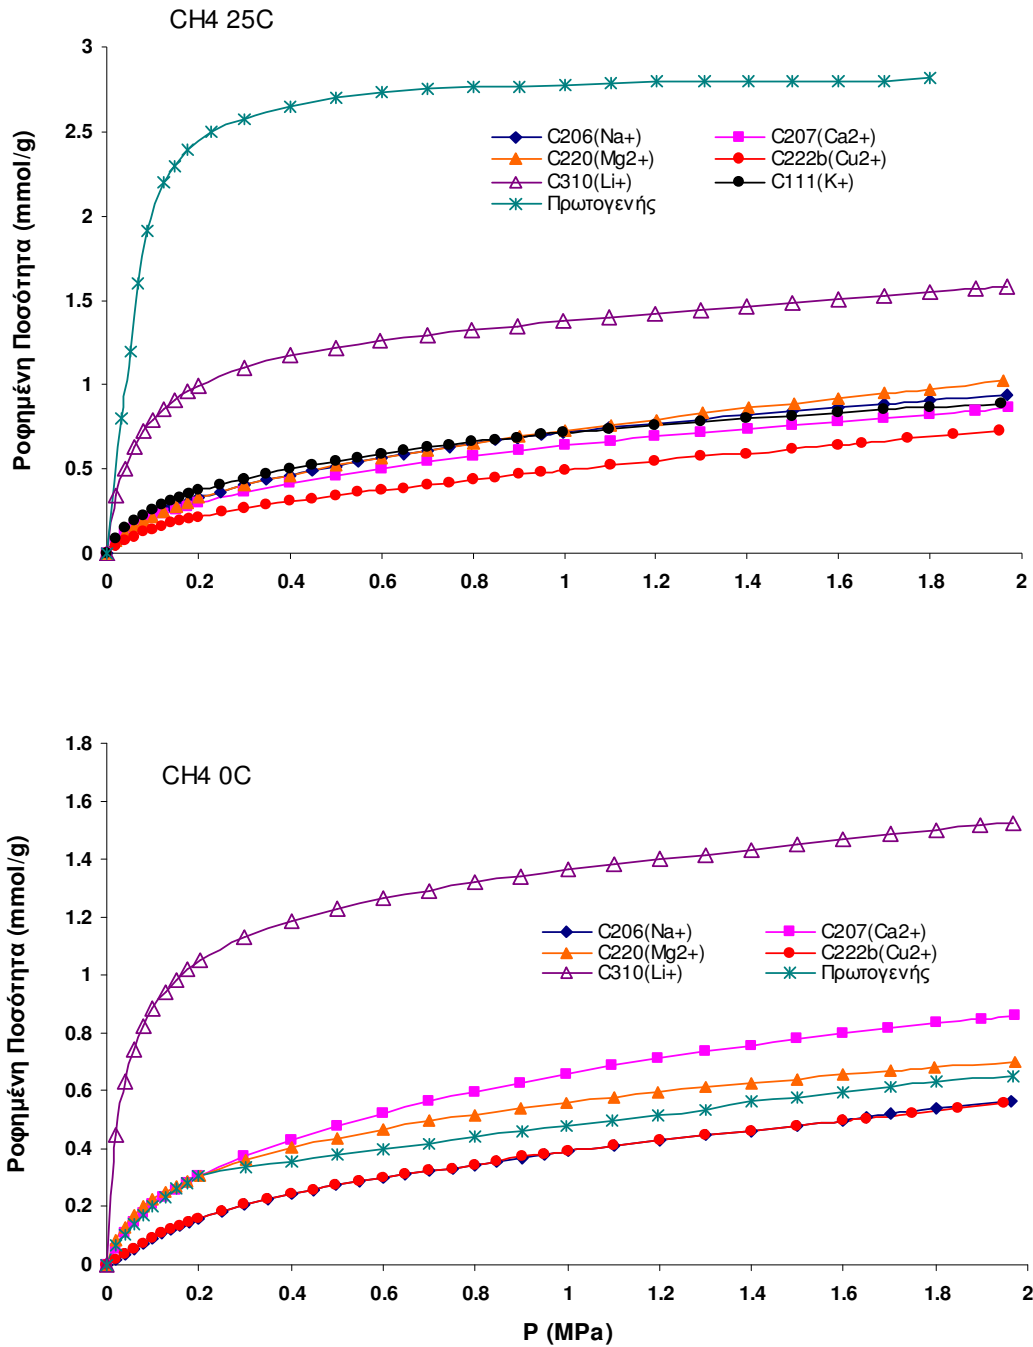 CH4 25C
Ροφημένη Ποσότητα (mmol/g)
3
2.5
2
1.5
1
0.5
0
C206(Na+) C207(Ca2+)
C220(Mg2+) C222b(Cu2+)
C310(Li+) C111(K+)
Πρωτογενής
0 0.2 0.4 0.6 0.8 1 1.2 1.4 1.6 1.8 2
CH4 0C
Ροφημένη Ποσότητα (mmol/g)
1.8
1.6
1.4
1.2
1
0.8
0.6
0.4
0.2
0
C206(Na+) C207(Ca2+)
C220(Mg2+) C222b(Cu2+)
C310(Li+) Πρωτογενής
0 0.2 0.4 0.6 0.8 1 1.2 1.4 1.6 1.8 2
P (MPa)